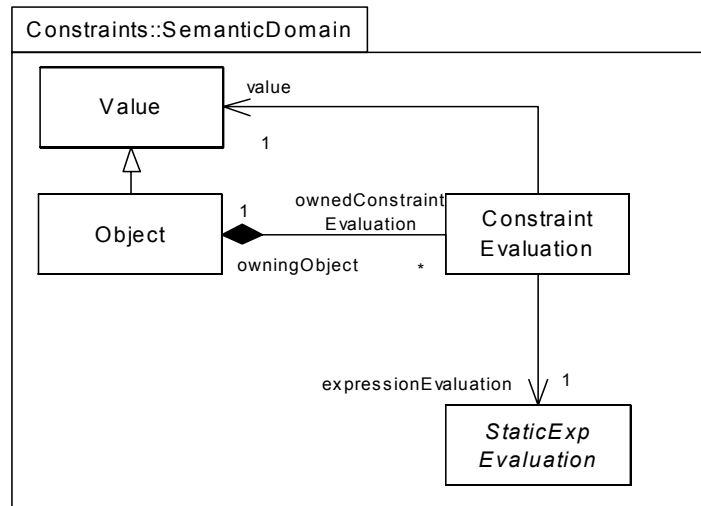 Constraints::SemanticDomain
Value
value
1
Object
1
ownedConstraint
Evaluation
owningObject
*
Constraint
Evaluation
expressionEvaluation
1
StaticExp
Evaluation